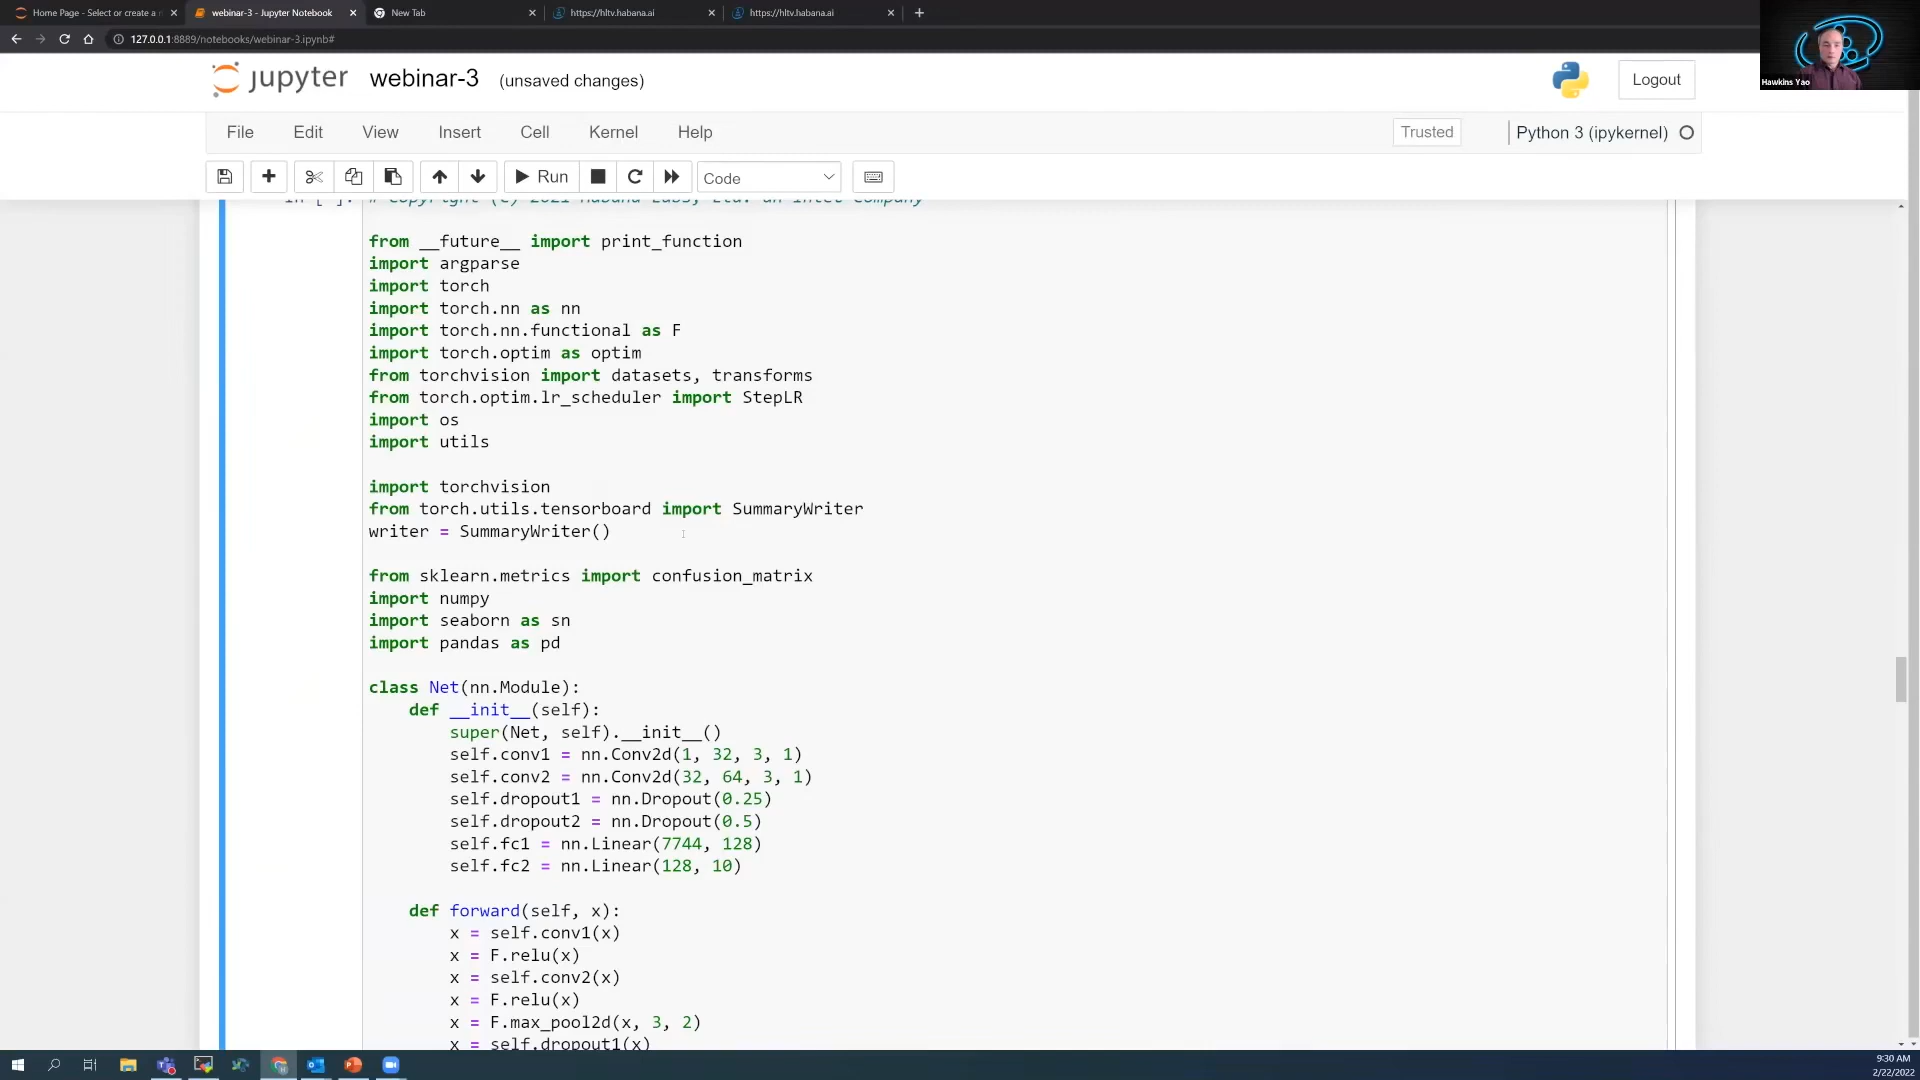 Home Page - Select or create a n
webinar-3 - Jupyter Notebook
New Tab
https://hltv.habana.ai
https://hltv.habana.ai
127.0.0.1:8889/notebooks/webinar-3.ipynb#
jupyter webinar-3 (unsaved changes)
Logout
Hawkins Yao
File Edit View Insert Cell Kernel Help
Trusted
Python 3 (ipykernel)
Run
Code
In [ ]: # Copyright (C) 2021 Habana Labs, Ltd. an Intel Company
from __future__ import print_function
import argparse
import torch
import torch.nn as nn
import torch.nn.functional as F
import torch.optim as optim
from torchvision import datasets, transforms
from torch.optim.lr_scheduler import StepLR
import os
import utils
import torchvision
from torch.utils.tensorboard import SummaryWriter
writer = SummaryWriter()
from sklearn.metrics import confusion_matrix
import numpy
import seaborn as sn
import pandas as pd
class Net(nn.Module):
def __init__(self):
super(Net, self).__init__()
self.conv1 = nn.Conv2d(1, 32, 3, 1)
self.conv2 = nn.Conv2d(32, 64, 3, 1)
self.dropout1 = nn.Dropout(0.25)
self.dropout2 = nn.Dropout(0.5)
self.fc1 = nn.Linear(7744, 128)
self.fc2 = nn.Linear(128, 10)
def forward(self, x):
x = self.conv1(x)
x = F.relu(x)
x = self.conv2(x)
x = F.relu(x)
x = F.max_pool2d(x, 3, 2)
x = self.dropout1(x)
9:30 AM
2/22/2022